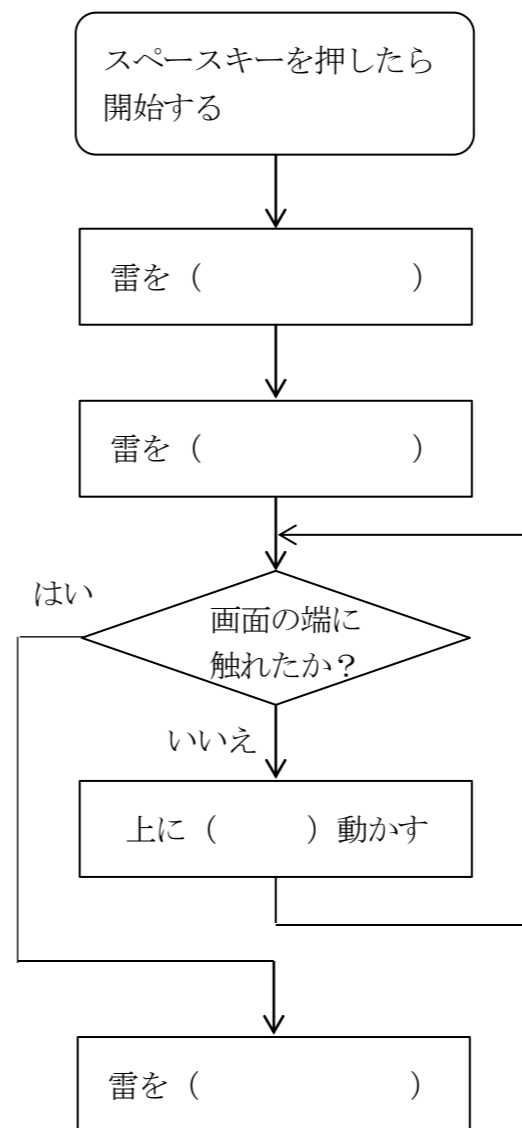 スペースキーを押したら
開始する
雷を（　　　　　　　）
雷を（　　　　　　　）
はい
画面の端に
触れたか？
いいえ
上に（　　　）動かす
雷を（　　　　　　　）